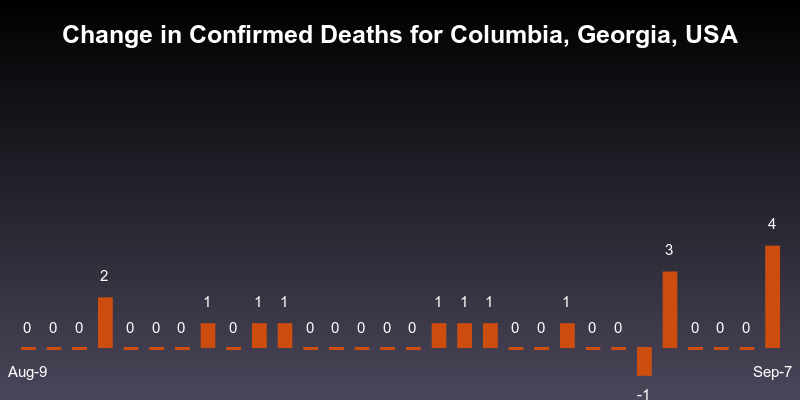 Change in Confirmed Deaths for Columbia, Georgia, USA
4
3
2
1 1 1 1 1 1 1
0 0 0 0 0 0 0 0 0 0 0 0 0 0 0 0 0 0 0
Aug-9 Sep-7
-1